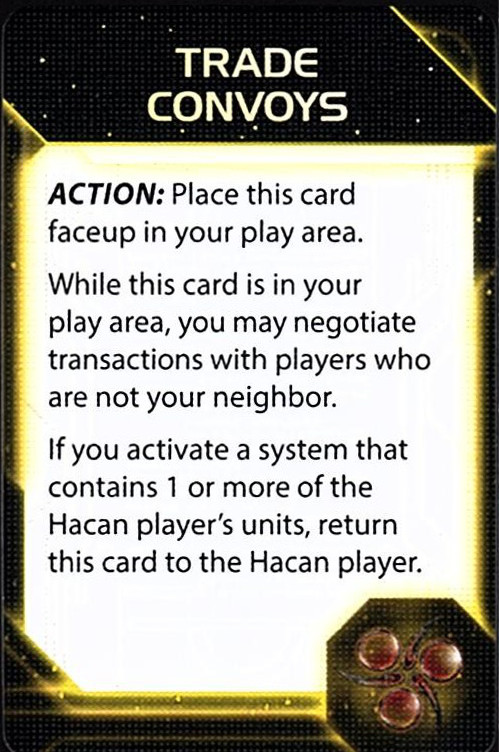 TRADE
CONVOYS
ACTION: Place this card
faceup in your play area.
While this card is in your
play area, you may negotiate
transactions with players who
are not your neighbor.
If you activate a system that
contains 1 or more of the
Hacan player's units, return
this card to the Hacan player.